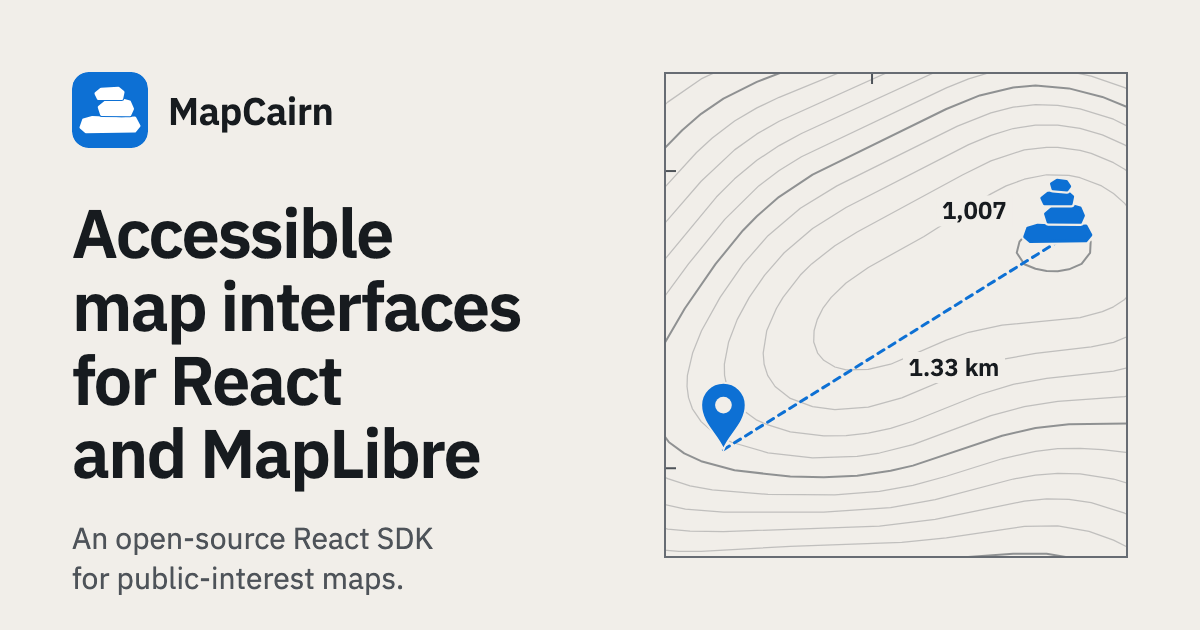 MapCairn
Accessible
map interfaces
for React
and MapLibre
An open-source React SDK
for public-interest maps.
1,007
1.33 km